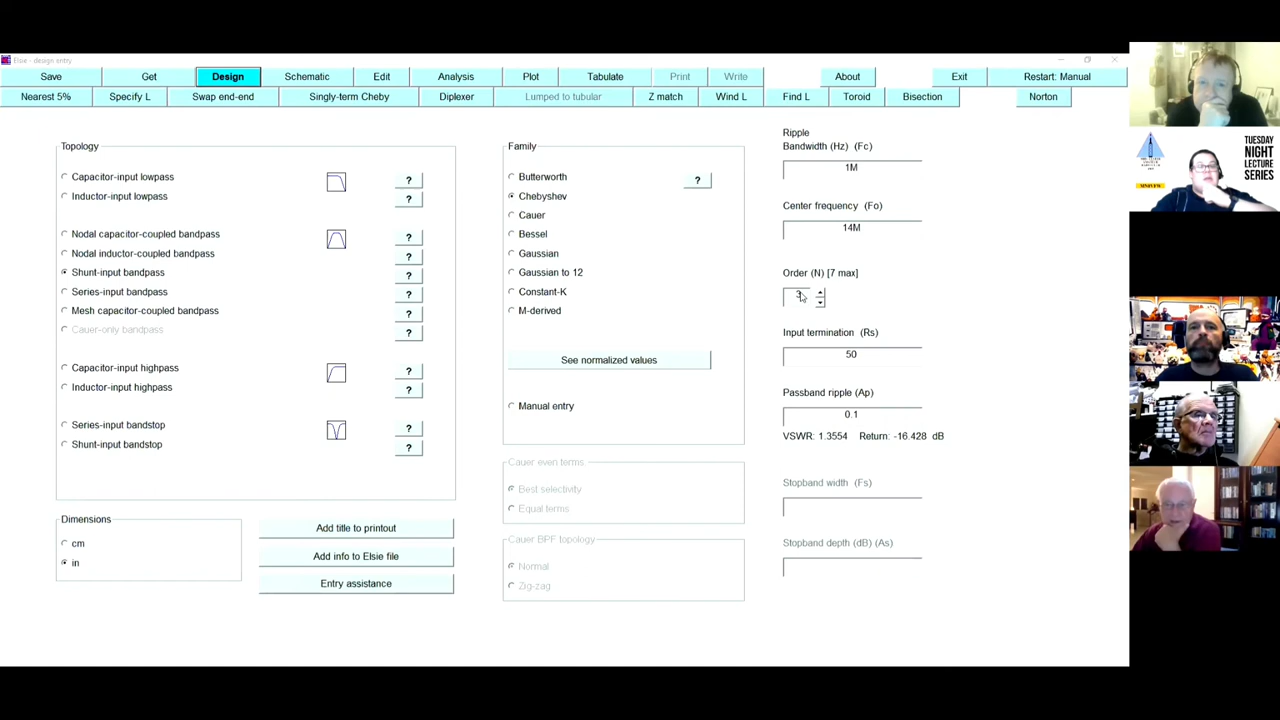 Elsie - design entry
Save Get Design Schematic Edit Analysis Plot Tabulate Print Write About Exit Restart: Manual
Nearest 5% Specify L Swap end-end Singly-term Cheby Diplexer Lumped to tubular Z match Wind L Find L Toroid Bisection Norton
Topology
Capacitor-input lowpass ?
Inductor-input lowpass ?
Nodal capacitor-coupled bandpass ?
Nodal inductor-coupled bandpass ?
Shunt-input bandpass ?
Series-input bandpass ?
Mesh capacitor-coupled bandpass ?
Cauer-only bandpass ?
Capacitor-input highpass ?
Inductor-input highpass ?
Series-input bandstop ?
Shunt-input bandstop ?
Dimensions
cm
in
Add title to printout
Add info to Elsie file
Entry assistance
Family
Butterworth ?
Chebyshev
Cauer
Bessel
Gaussian
Gaussian to 12
Constant-K
M-derived
See normalized values
Manual entry
Cauer even terms
Best selectivity
Equal terms
Cauer BPF topology
Normal
Zig-zag
Ripple
Bandwidth (Hz) (Fc)
1M
Center frequency (Fo)
14M
Order (N) [7 max]
3
Input termination (Rs)
50
Passband ripple (Ap)
0.1
VSWR: 1.3554 Return: -16.428 dB
Stopband width (Fs)
Stopband depth (dB) (As)
TUESDAY
NIGHT
LECTURE
SERIES